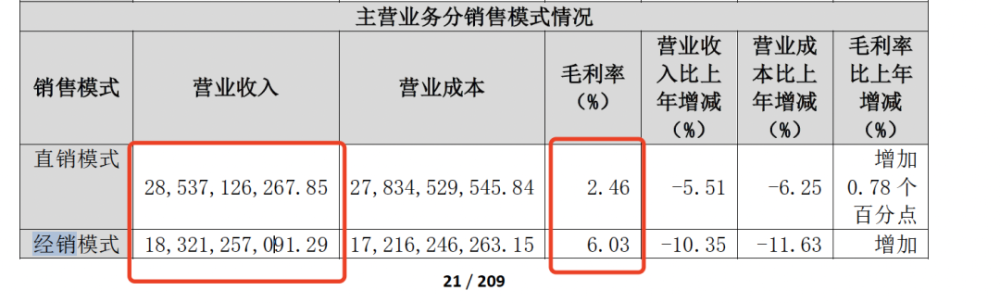 主营业务分销售模式情况
销售模式 营业收入 营业成本 毛利率（%） 营业收入比上年增减（%） 营业成本比上年增减（%） 毛利率比上年增减（%）
直销模式 28,537,126,267.85 27,834,529,545.84 2.46 -5.51 -6.25 增加0.78个百分点
经销模式 18,321,257,091.29 17,216,246,263.15 6.03 -10.35 -11.63 增加
21 / 209